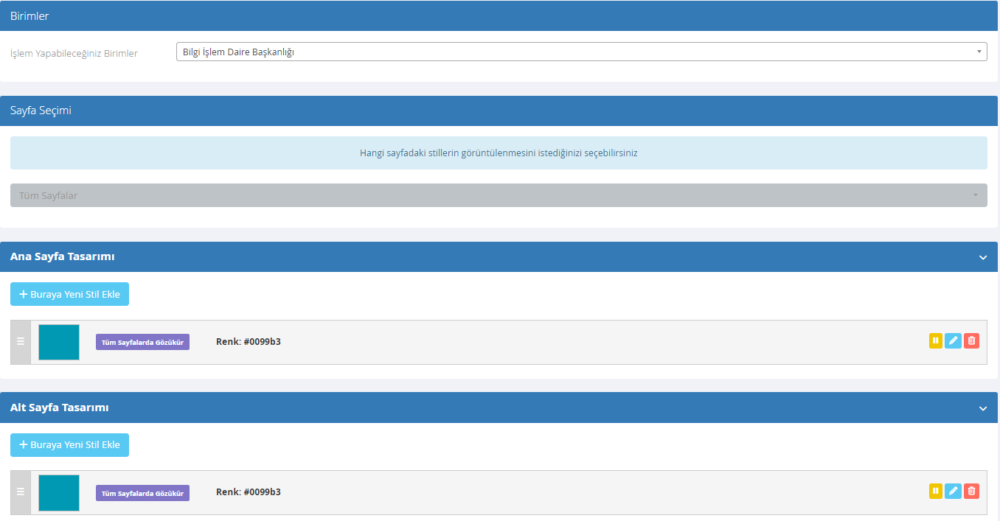 Birimler
İşlem Yapabileceğiniz Birimler
Bilgi İşlem Daire Başkanlığı
Sayfa Seçimi
Hangi sayfadaki stillerin görüntülenmesini istediğinizi seçebilirsiniz
Tüm Sayfalar
Ana Sayfa Tasarımı
Buraya Yeni Stil Ekle
Tüm Sayfalarda Gözükür
Renk: #0099b3
Alt Sayfa Tasarımı
Buraya Yeni Stil Ekle
Tüm Sayfalarda Gözükür
Renk: #0099b3